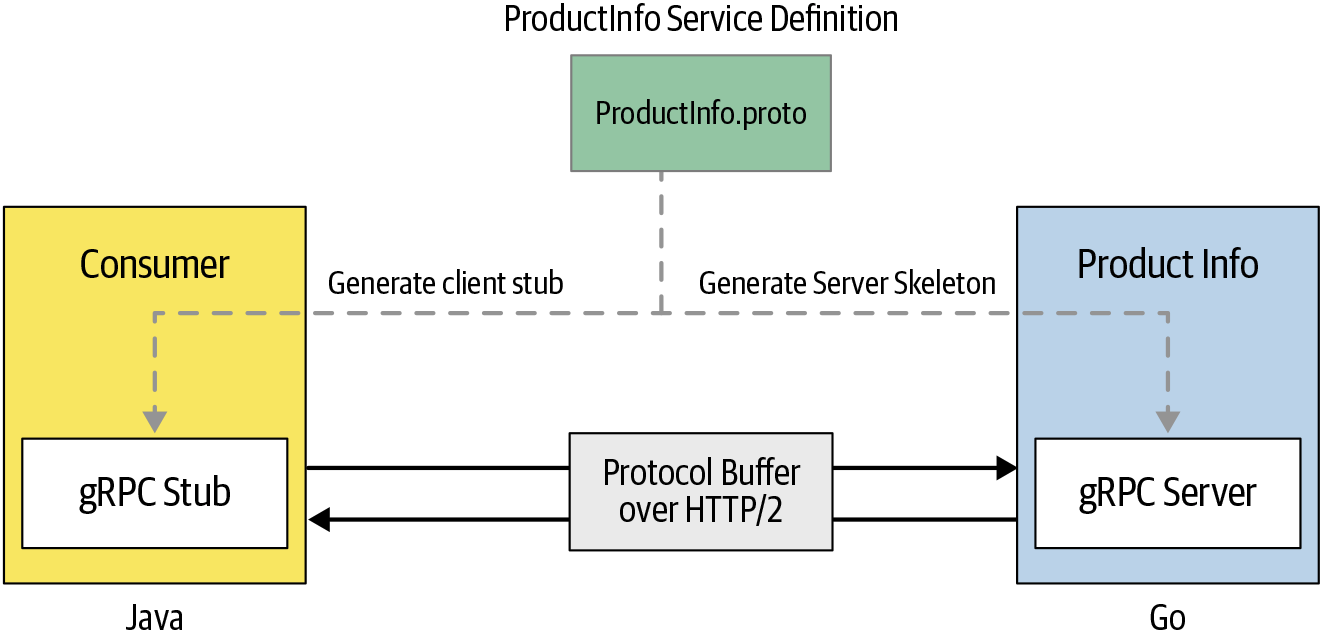 ProductInfo Service Definition
ProductInfo.proto
Consumer
Product Info
Generate client stub
Generate Server Skeleton
gRPC Stub
Protocol Buffer
over HTTP/2
gRPC Server
Java
Go